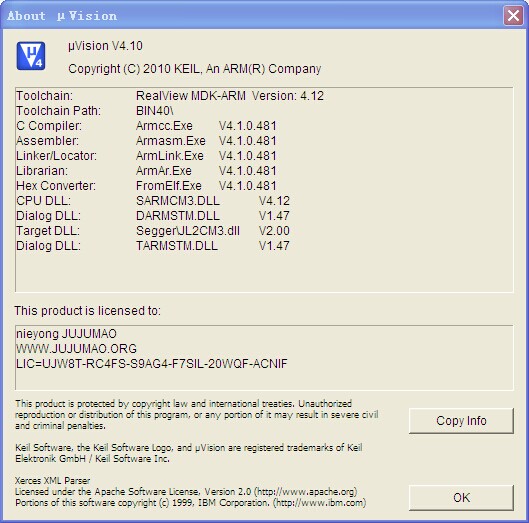 About µVision
µVision V4.10
Copyright (C) 2010 KEIL, An ARM(R) Company
Toolchain: RealView MDK-ARM Version: 4.12
Toolchain Path: BIN40\
C Compiler: Armcc.Exe V4.1.0.481
Assembler: Armasm.Exe V4.1.0.481
Linker/Locator: ArmLink.Exe V4.1.0.481
Librarian: ArmAr.Exe V4.1.0.481
Hex Converter: FromElf.Exe V4.1.0.481
CPU DLL: SARMCM3.DLL V4.12
Dialog DLL: DARMSTM.DLL V1.47
Target DLL: Segger\JL2CM3.dll V2.00
Dialog DLL: TARMSTM.DLL V1.47
This product is licensed to:
nieyong JUJUMAO
WWW.JUJUMAO.ORG
LIC=UJW8T-RC4FS-S9AG4-F7SIL-20WQF-ACNIF
This product is protected by copyright law and international treaties. Unauthorized
reproduction or distribution of this program, or any portion of it may result in severe civil
and criminal penalties.
Copy Info
Keil Software, the Keil Software Logo, and µVision are registered trademarks of Keil
Elektronik GmbH / Keil Software Inc.
Xerces XML Parser
Licensed under the Apache Software License, Version 2.0 (http://www.apache.org)
Portions of this software copyright (c) 1999, IBM Corporation. (http://www.ibm.com)
OK